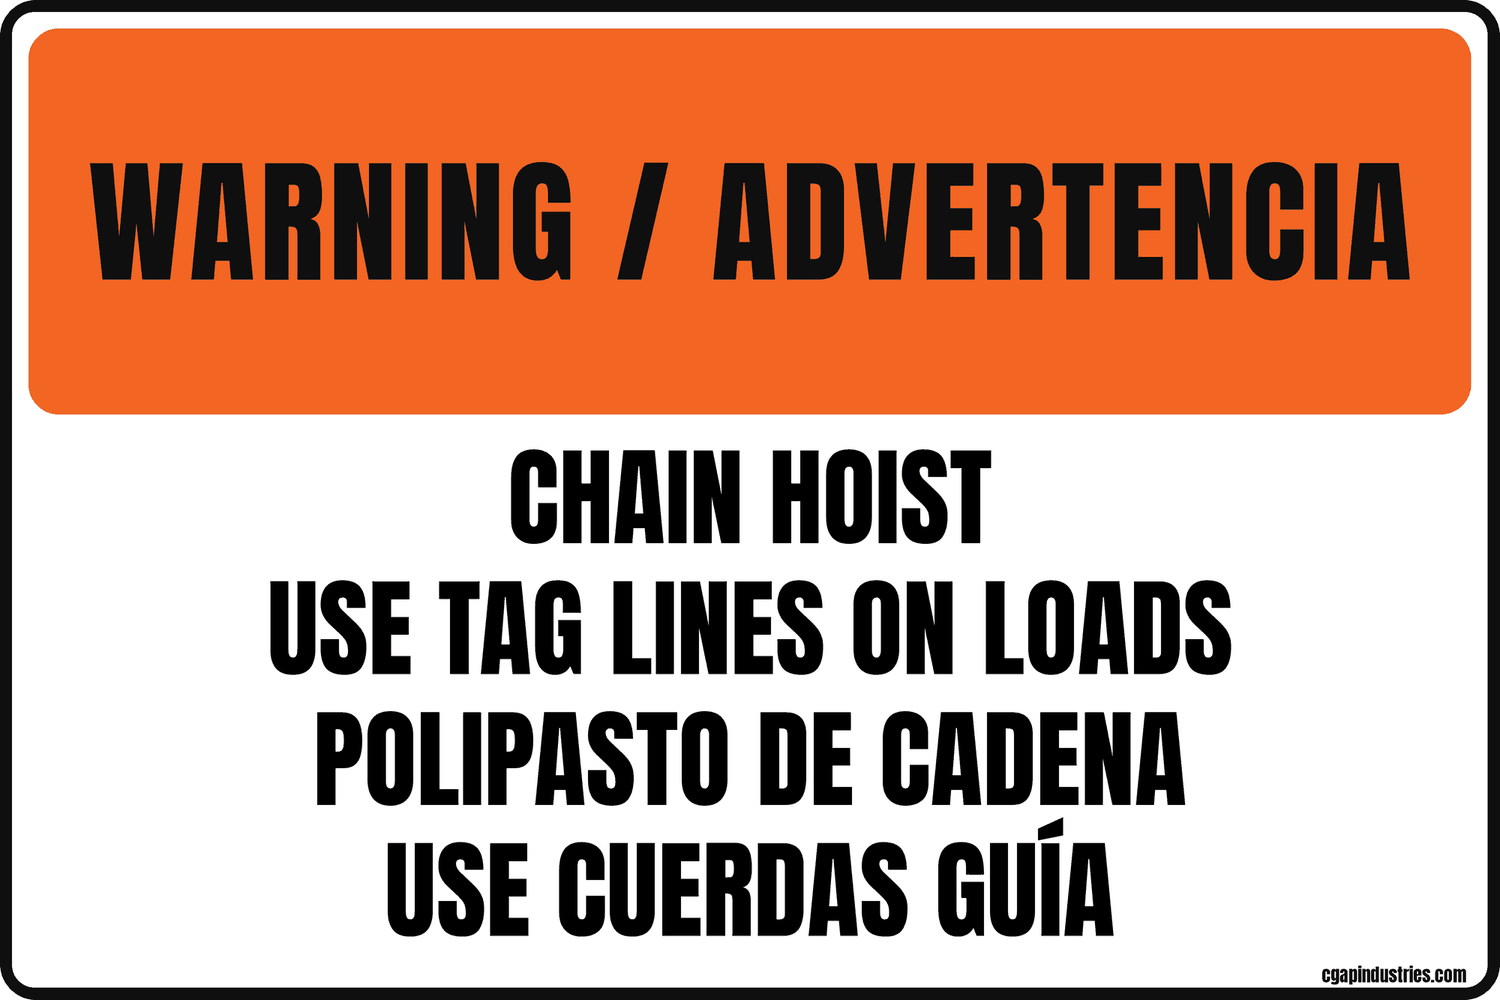 WARNING / ADVERTENCIA
CHAIN HOIST
USE TAG LINES ON LOADS
POLIPASTO DE CADENA
USE CUERDAS GUÍA
cgapindustries.com